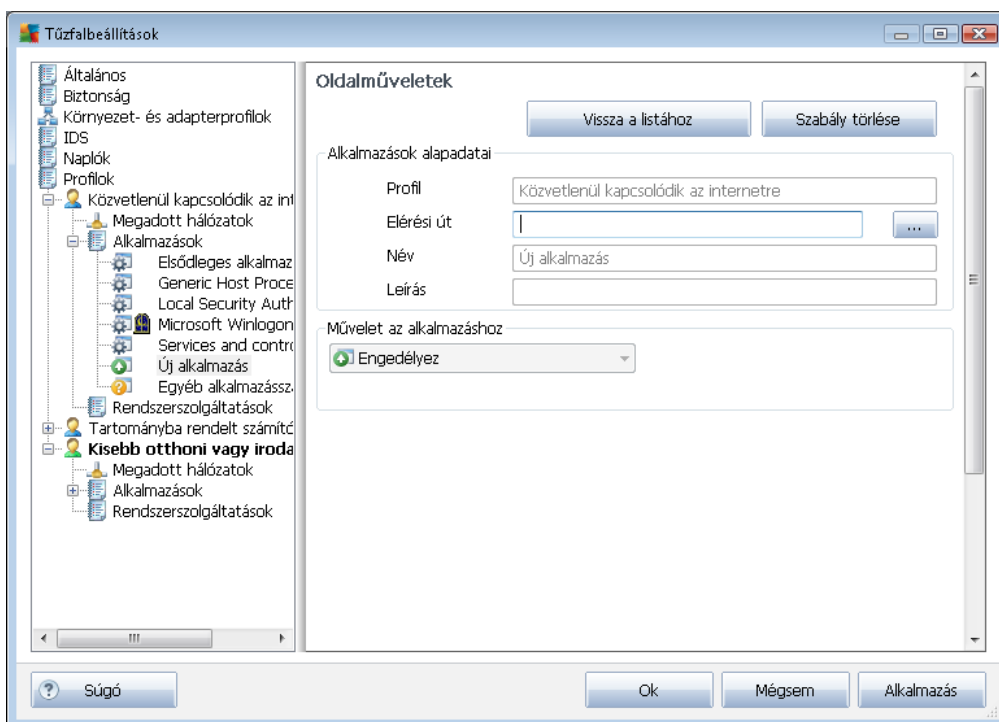 Tűzfalbeállítások
Általános
Biztonság
Környezet- és adapterprofilok
IDS
Naplók
Profilok
Közvetlenül kapcsolódik az int
Megadott hálózatok
Alkalmazások
Elsődleges alkalmaz
Generic Host Proce
Local Security Auth
Microsoft Winlogon
Services and contro
Új alkalmazás
Egyéb alkalmazássz
Rendszerszolgáltatások
Tartományba rendelt számító
Kisebb otthoni vagy iroda
Megadott hálózatok
Alkalmazások
Rendszerszolgáltatások
Oldalműveletek
Vissza a listához
Szabály törlése
Alkalmazások alapadatai
Profil
Közvetlenül kapcsolódik az internetre
Elérési út
...
Név
Új alkalmazás
Leírás
Művelet az alkalmazáshoz
Engedélyez
Súgó
Ok
Mégsem
Alkalmazás